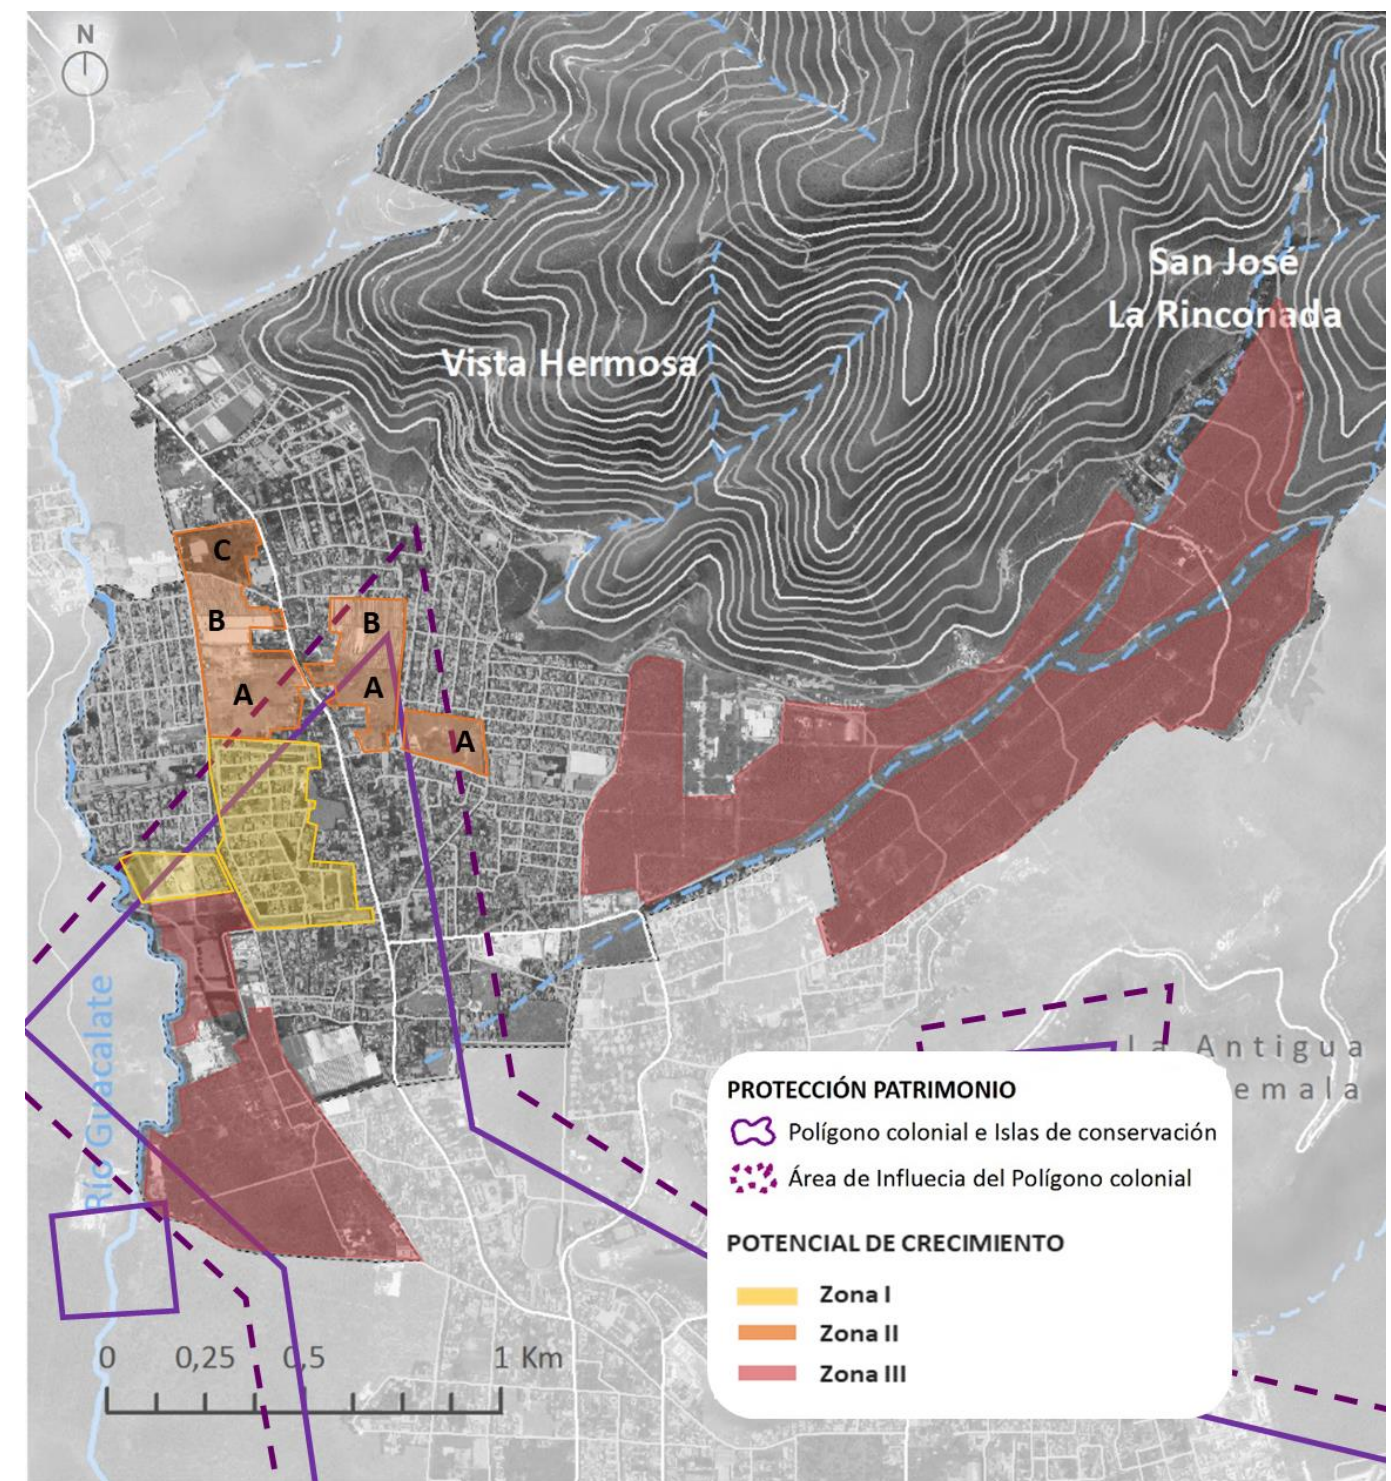 N
San José
La Rinconada
Vista Hermosa
C
B
B
A
A
A
Río Guacalate
La Antigua
emala
PROTECCIÓN PATRIMONIO
Polígono colonial e Islas de conservación
Área de Influecia del Polígono colonial
POTENCIAL DE CRECIMIENTO
Zona I
Zona II
Zona III
0 0,25 0,5 1 Km